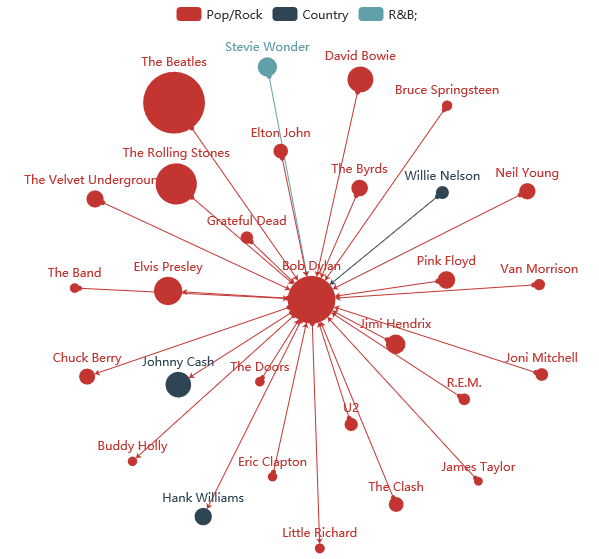 Pop/Rock
Country
R&B;
Stevie Wonder
David Bowie
The Beatles
Bruce Springsteen
Elton John
The Rolling Stones
The Byrds
Willie Nelson
Neil Young
The Velvet Undergroun
Grateful Dead
Bob Dylan
Pink Floyd
Van Morrison
The Band
Elvis Presley
Jimi Hendrix
Chuck Berry
Johnny Cash
The Doors
Joni Mitchell
R.E.M.
U2
Buddy Holly
Eric Clapton
James Taylor
The Clash
Hank Williams
Little Richard